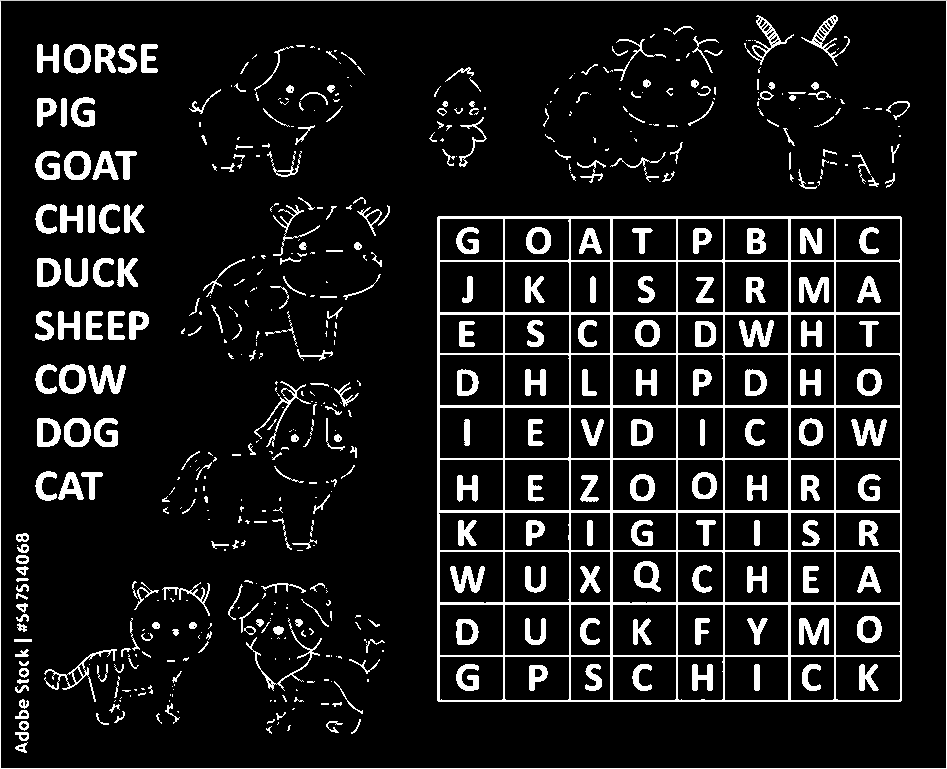 HORSE
PIG
GOAT
CHICK
DUCK
SHEEP
COW
DOG
CAT
G O A T P B N C
J K I S Z R M A
E S C O D W H T
D H L H P D H O
I E V D I C O W
H E Z O O H R G
K P I G T I S R
W U X Q C H E A
D U C K F Y M O
G P S C H I C K
Adobe Stock | #547514068